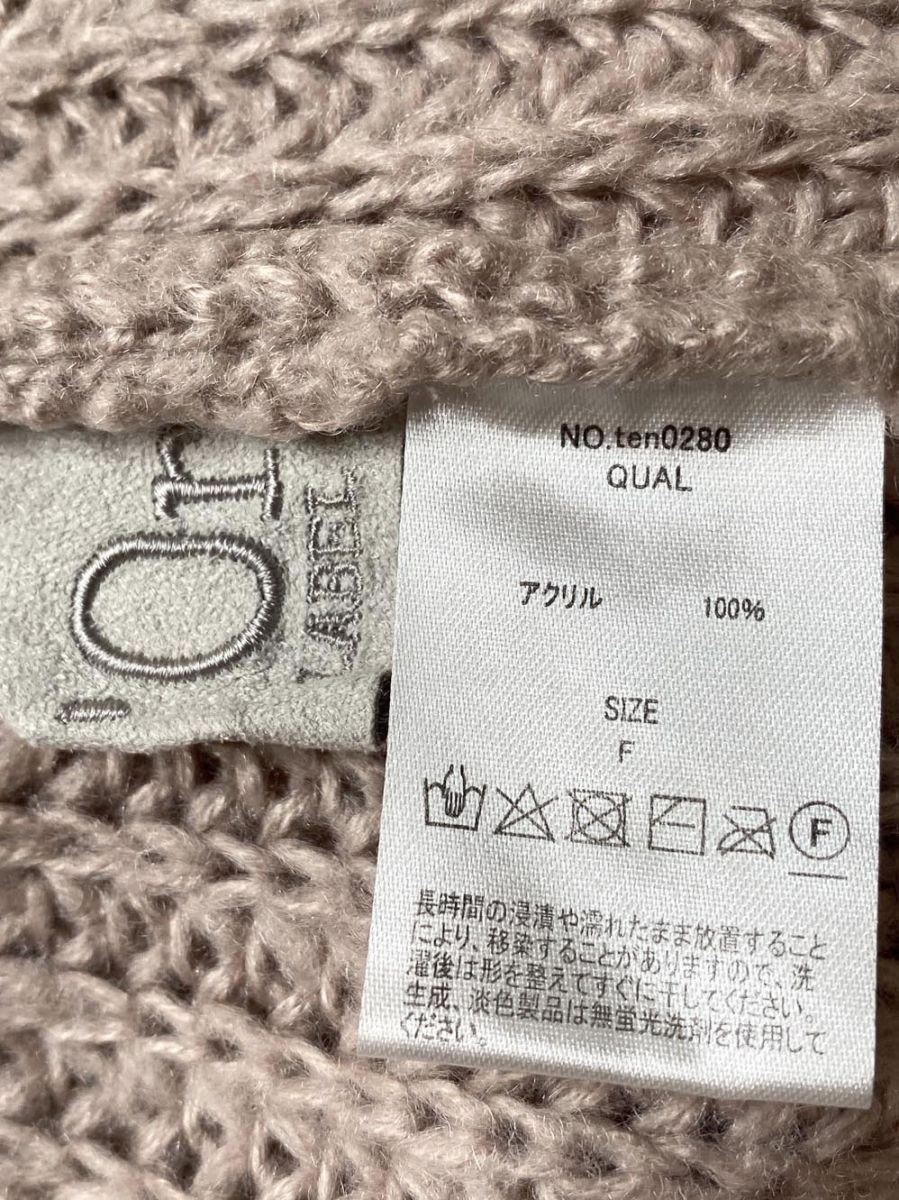 NO.ten0280
QUAL
アクリル 100%
SIZE
F
F
長時間の浸漬や濡れたまま放置すること
により、移染することがありますので、洗
濯後は形を整えてすぐに干してください。
生成、淡色製品は無蛍光洗剤を使用して
ください。
'Or
LABEL